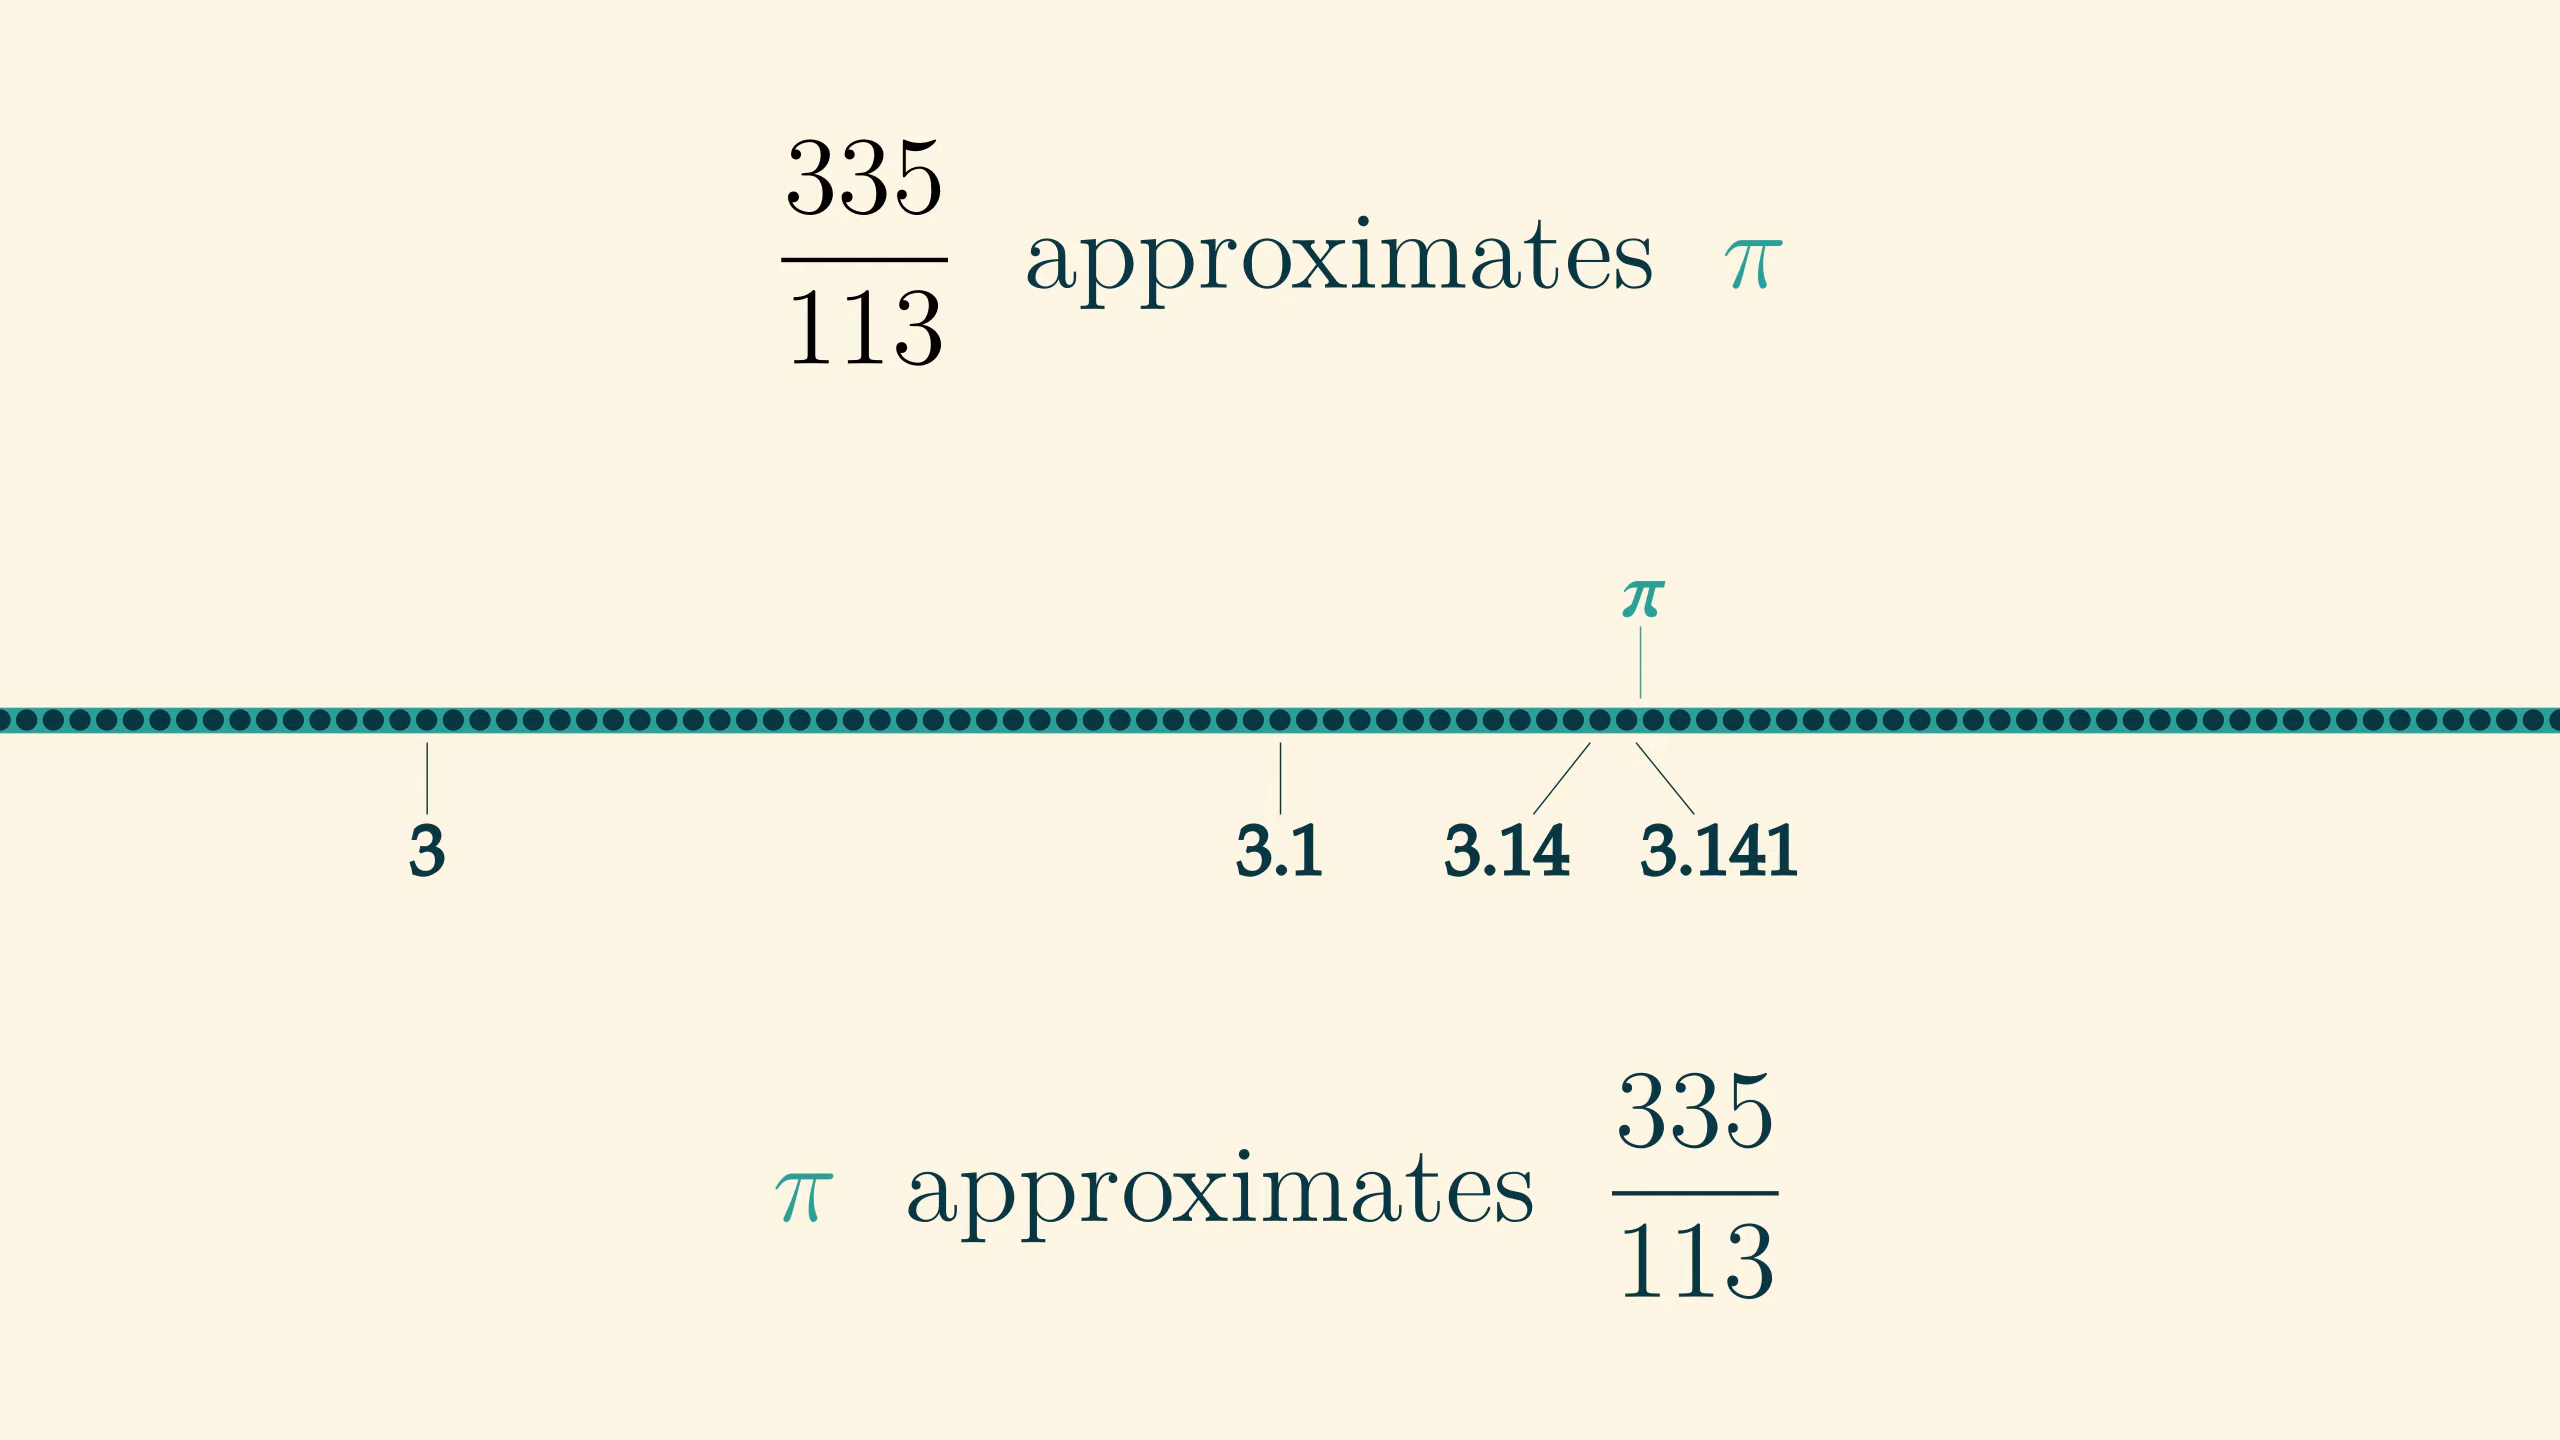 335
113
approximates π
π
3 3.1 3.14 3.141
π approximates
335
113